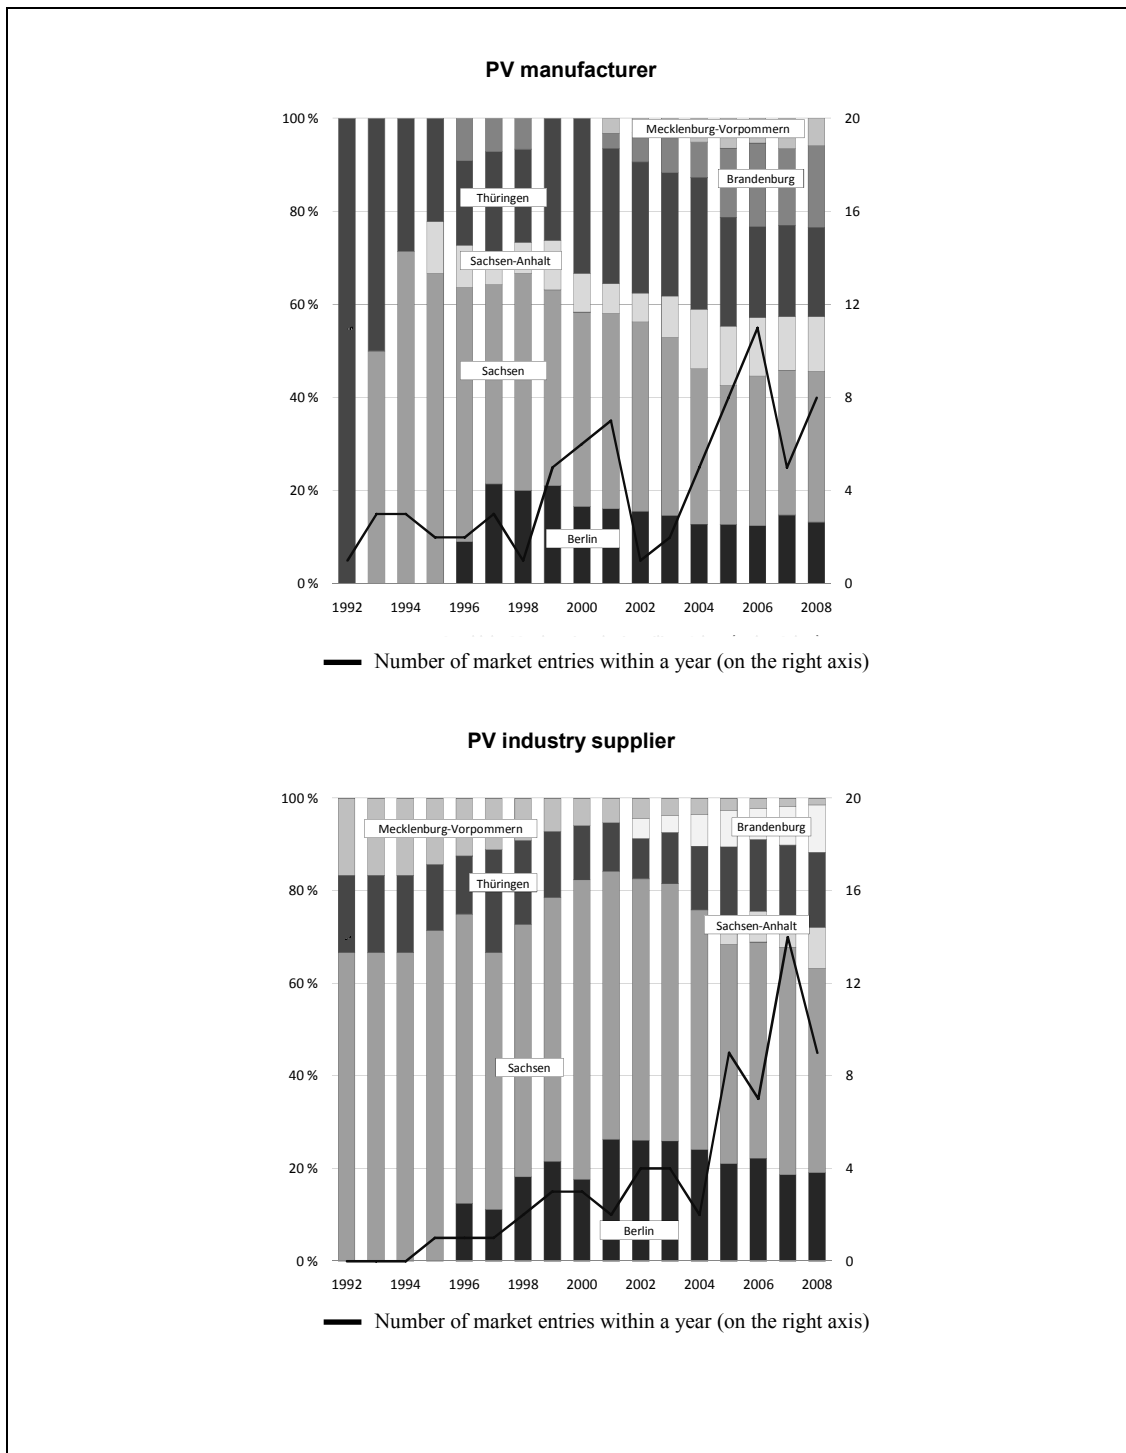 PV manufacturer
100 %
20
Mecklenburg-Vorpommern
Brandenburg
Thüringen
80 %
16
Sachsen-Anhalt
60 %
12
Sachsen
40 %
8
20 %
4
Berlin
0 %
0
1992 1994 1996 1998 2000 2002 2004 2006 2008
Number of market entries within a year (on the right axis)
PV industry supplier
100 %
20
Mecklenburg-Vorpommern
Brandenburg
Thüringen
80 %
16
Sachsen-Anhalt
60 %
12
Sachsen
40 %
8
20 %
4
Berlin
0 %
0
1992 1994 1996 1998 2000 2002 2004 2006 2008
Number of market entries within a year (on the right axis)